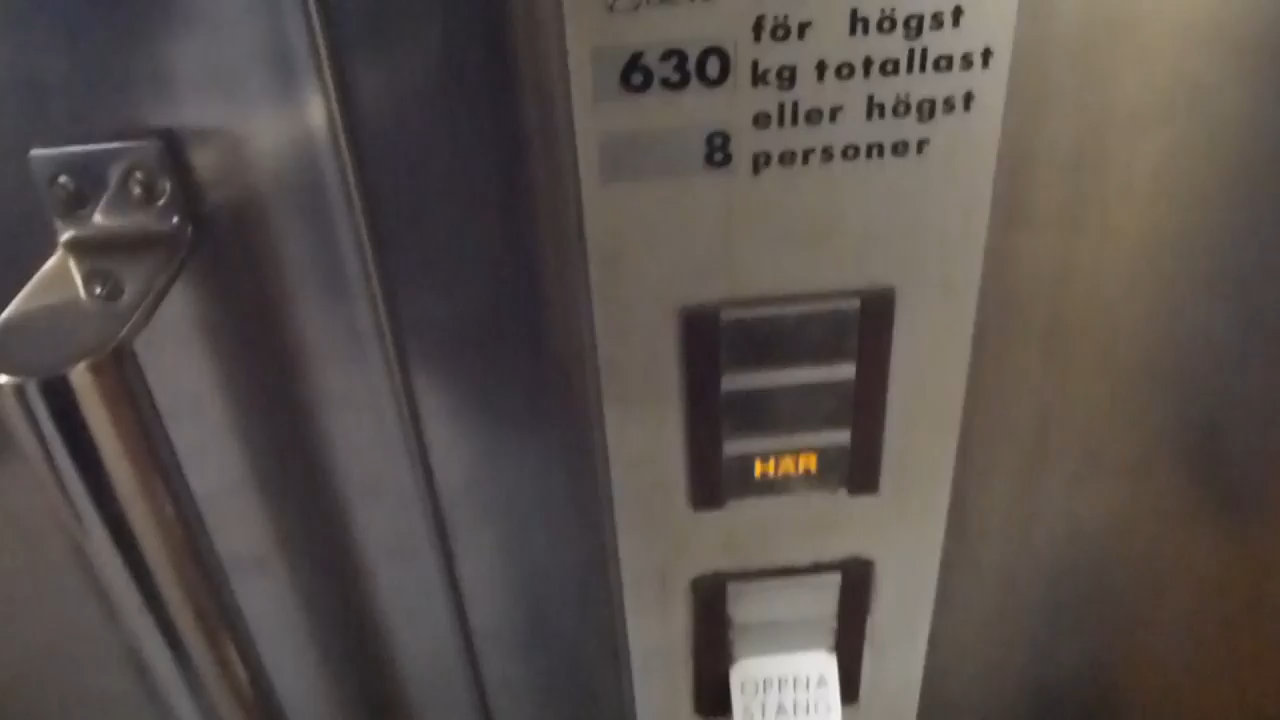 för högst
630 kg totallast
eller högst
8 personer
HÄR
ÖPPNA
STÄNG